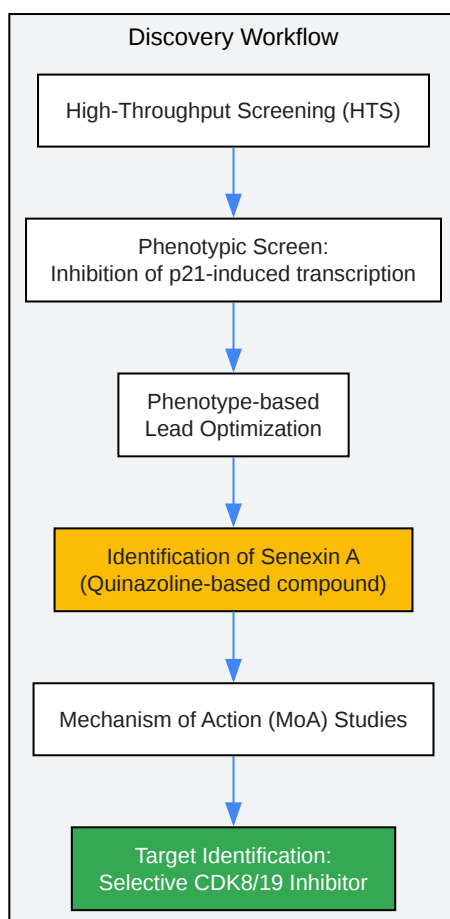 Discovery Workflow
High-Throughput Screening (HTS)
Phenotypic Screen:
Inhibition of p21-induced transcription
Phenotype-based
Lead Optimization
Identification of Senexin A
(Quinazoline-based compound)
Mechanism of Action (MoA) Studies
Target Identification:
Selective CDK8/19 Inhibitor